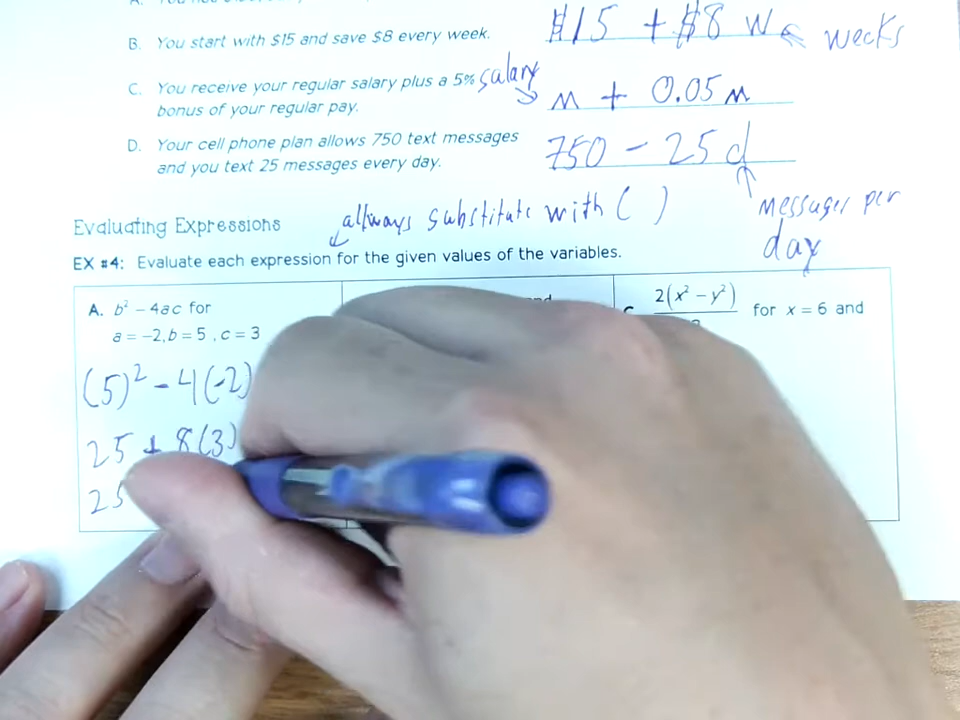 B. You start with $15 and save $8 every week. $15 + $8 w weeks
C. You receive your regular salary plus a 5% salary
bonus of your regular pay. m + 0.05 m
D. Your cell phone plan allows 750 text messages
and you text 25 messages every day. 750 - 25 d
messages per
day
Evaluating Expressions allways substitute with ( )
EX #4: Evaluate each expression for the given values of the variables.
A. b² – 4ac for
a = –2, b = 5 , c = 3
(5)² - 4(-2)
25 + 8(3)
25
2(x² – y²) for x = 6 and